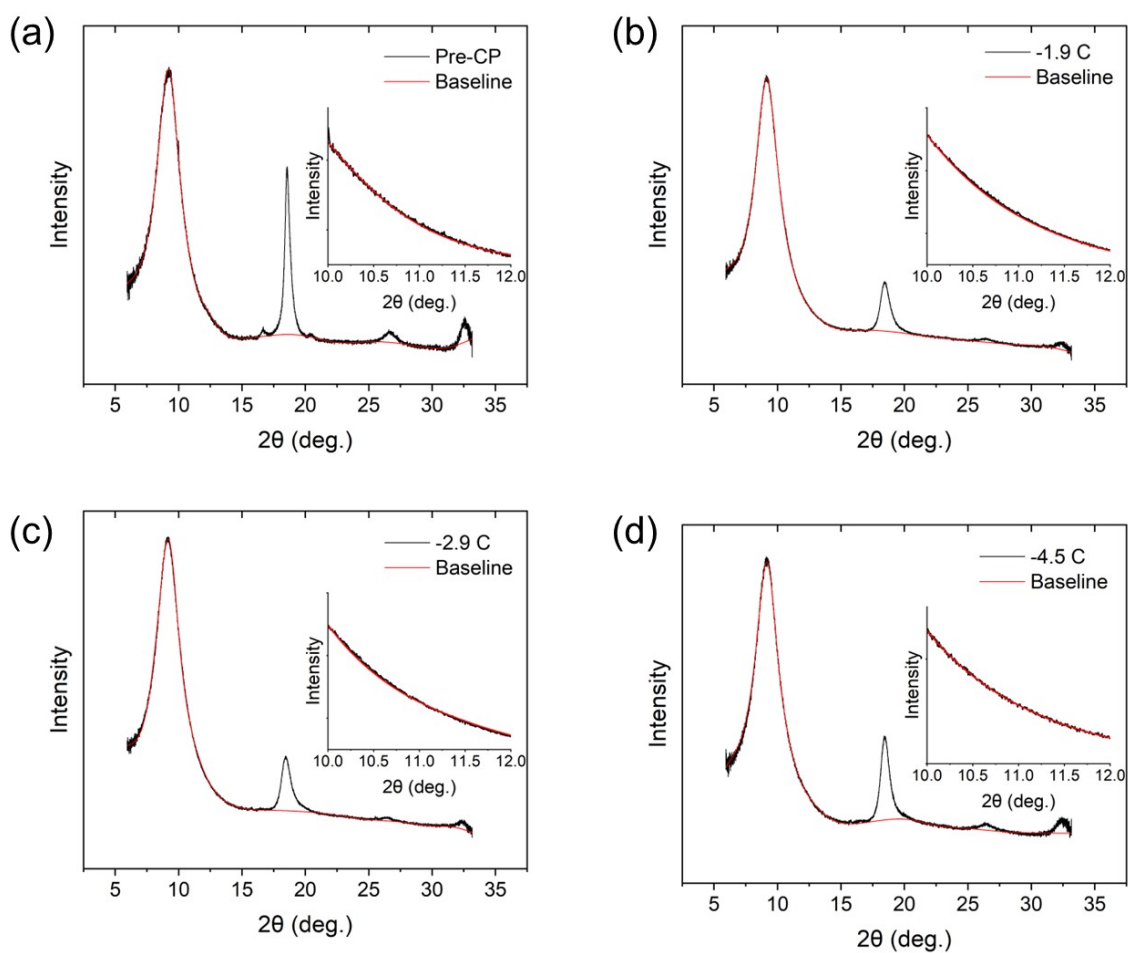 (a)
Pre-CP
Baseline
Intensity
Intensity
10.0 10.5 11.0 11.5 12.0
2θ (deg.)
5 10 15 20 25 30 35
2θ (deg.)
(b)
-1.9 C
Baseline
Intensity
Intensity
10.0 10.5 11.0 11.5 12.0
2θ (deg.)
5 10 15 20 25 30 35
2θ (deg.)
(c)
-2.9 C
Baseline
Intensity
Intensity
10.0 10.5 11.0 11.5 12.0
2θ (deg.)
5 10 15 20 25 30 35
2θ (deg.)
(d)
-4.5 C
Baseline
Intensity
Intensity
10.0 10.5 11.0 11.5 12.0
2θ (deg.)
5 10 15 20 25 30 35
2θ (deg.)